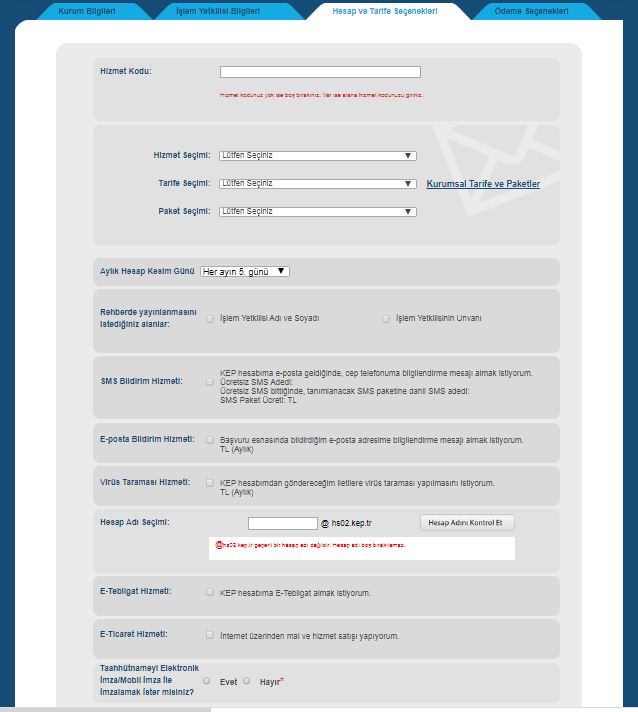 Kurum Bilgileri
İşlem Yetkilisi Bilgileri
Hesap ve Tarife Seçenekleri
Ödeme Seçenekleri
Hizmet Kodu:
Hizmet kodunuz yok ise boş bırakınız. Var ise alana hizmet kodunuzu giriniz.
Hizmet Seçimi: Lütfen Seçiniz
Tarife Seçimi: Lütfen Seçiniz Kurumsal Tarife ve Paketler
Paket Seçimi: Lütfen Seçiniz
Aylık Hesap Kesim Günü Her ayın 5. günü
Rehberde yayınlanmasını
istediğiniz alanlar:
İşlem Yetkilisi Adı ve Soyadı
İşlem Yetkilisinin Unvanı
SMS Bildirim Hizmeti:
KEP hesabıma e-posta geldiğinde, cep telefonuma bilgilendirme mesajı almak istiyorum.
Ücretsiz SMS Adedi:
Ücretsiz SMS bittiğinde, tanımlanacak SMS paketine dahil SMS adedi:
SMS Paket Ücreti: TL
E-posta Bildirim Hizmeti:
Başvuru esnasında bildirdiğim e-posta adresime bilgilendirme mesajı almak istiyorum.
TL (Aylık)
Virüs Taraması Hizmeti:
KEP hesabımdan göndereceğim iletilere virüs taraması yapılmasını istiyorum.
TL (Aylık)
Hesap Adı Seçimi: @ hs02.kep.tr Hesap Adını Kontrol Et
@hs02.kep.tr geçerli bir hesap adı değildir. Hesap adı boş bırakılamaz.
E-Tebligat Hizmeti: KEP hesabıma E-Tebligat almak istiyorum.
E-Ticaret Hizmeti: İnternet üzerinden mal ve hizmet satışı yapıyorum.
Taahhütnameyi Elektronik
İmza/Mobil İmza ile
İmzalamak ister misiniz?
Evet Hayır*